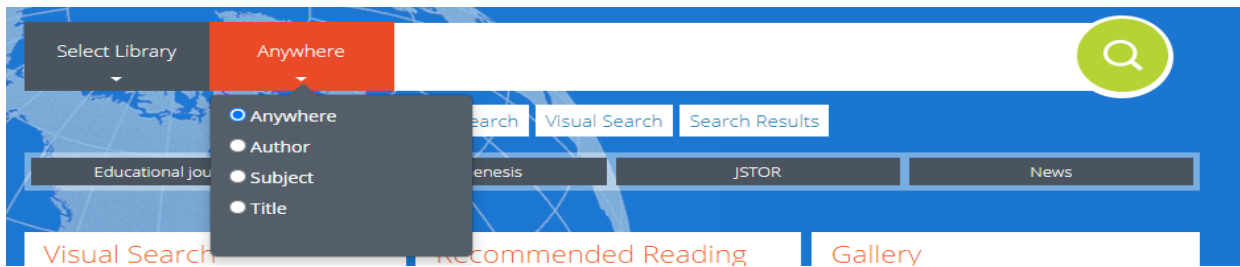 Select Library
Anywhere
Anywhere
Author
Subject
Title
earch
Visual Search
Search Results
Educational jou
enesis
JSTOR
News
Visual Search
Recommended Reading
Gallery